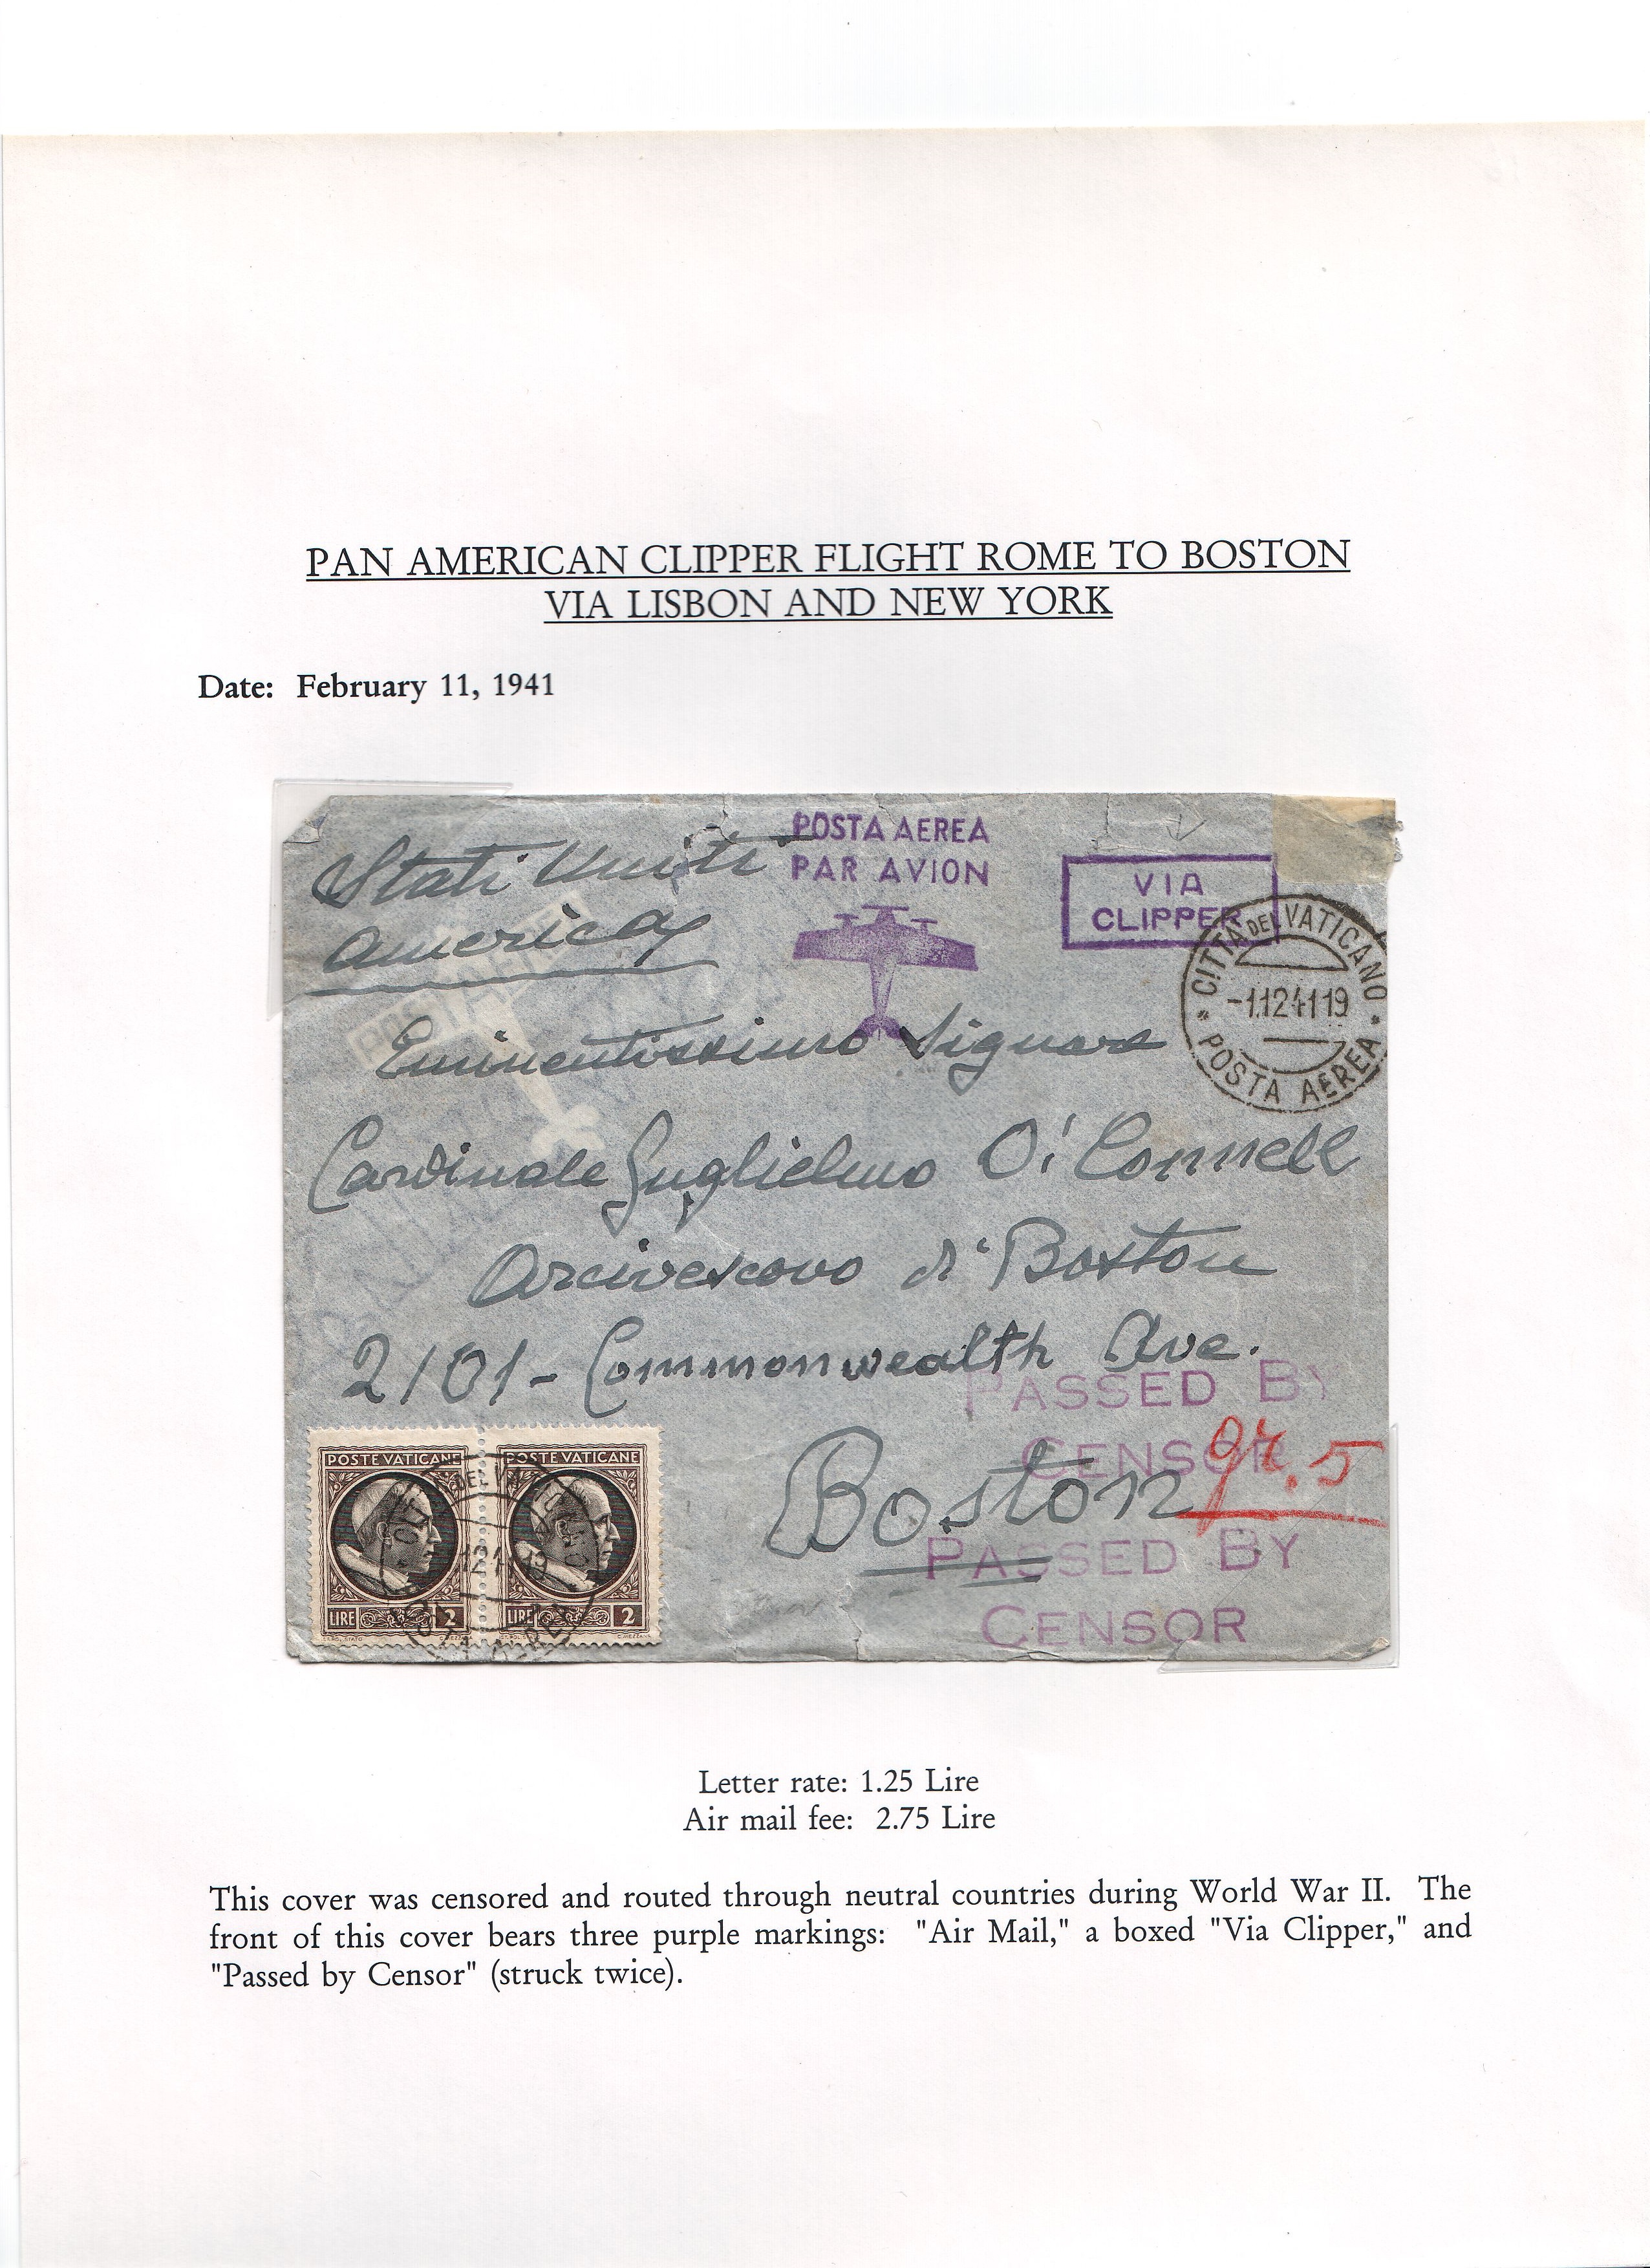 PAN AMERICAN CLIPPER FLIGHT ROME TO BOSTON
VIA LISBON AND NEW YORK
Date: February 11, 1941
POSTA AEREA
PAR AVION
VIA
CLIPPER
CITTÀ DEL VATICANO
-1.12.41 19
POSTA AEREA
Stati Uniti
America
Eminentissimo Signore
Cardinale Guglielmo O'Connell
Arcivescovo d'Boston
2101- Commonwealth Ave.
Boston
PASSED BY
CENSOR
97.5
PASSED BY
CENSOR
POSTE VATICANE
LIRE 2
POSTE VATICANE
LIRE 2
Letter rate: 1.25 Lire
Air mail fee: 2.75 Lire
This cover was censored and routed through neutral countries during World War II. The
front of this cover bears three purple markings: "Air Mail," a boxed "Via Clipper," and
"Passed by Censor" (struck twice).